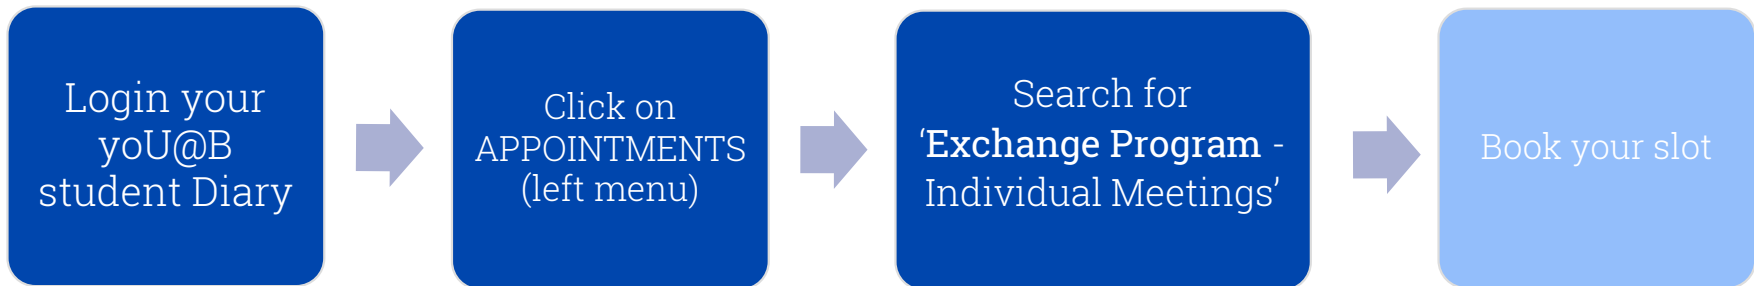 Login your
yoU@B
student Diary
Click on
APPOINTMENTS
(left menu)
Search for
‘Exchange Program -
Individual Meetings’
Book your slot